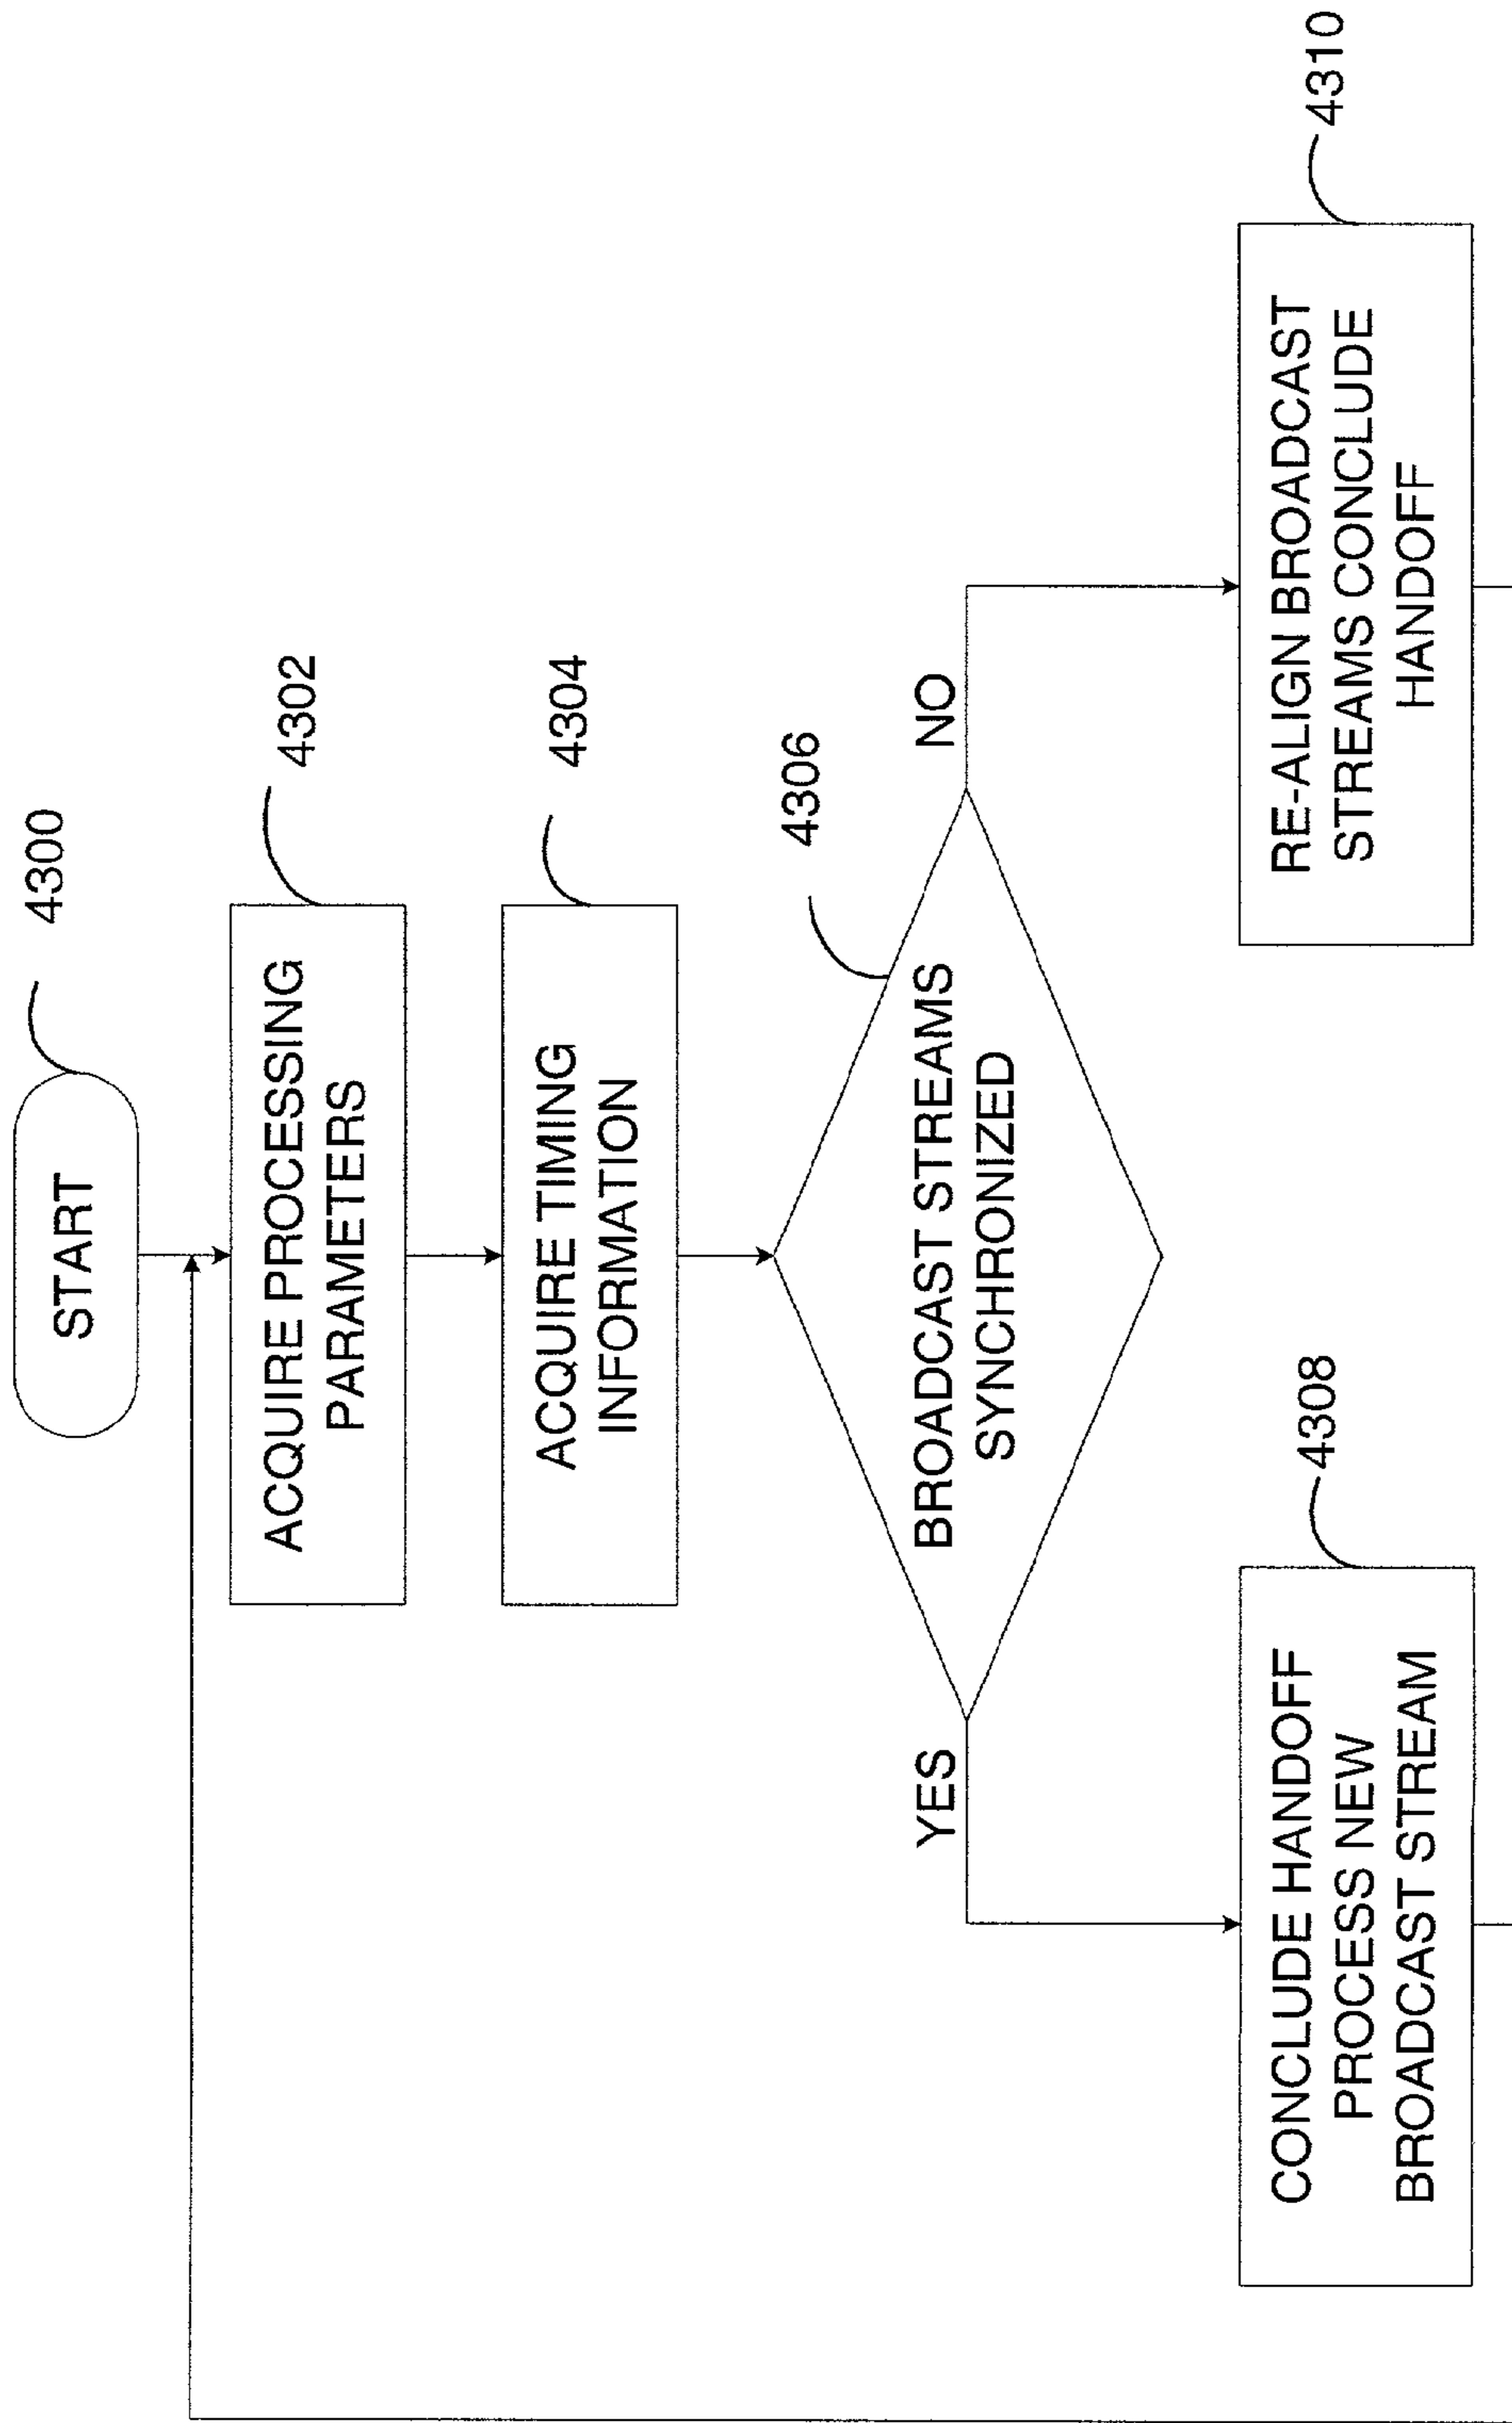 START
4300
ACQUIRE PROCESSING
PARAMETERS
4302
ACQUIRE TIMING
INFORMATION
4304
BROADCAST STREAMS
SYNCHRONIZED
4306
YES
NO
CONCLUDE HANDOFF
PROCESS NEW
BROADCAST STREAM
4308
RE-ALIGN BROADCAST
STREAMS CONCLUDE
HANDOFF
4310